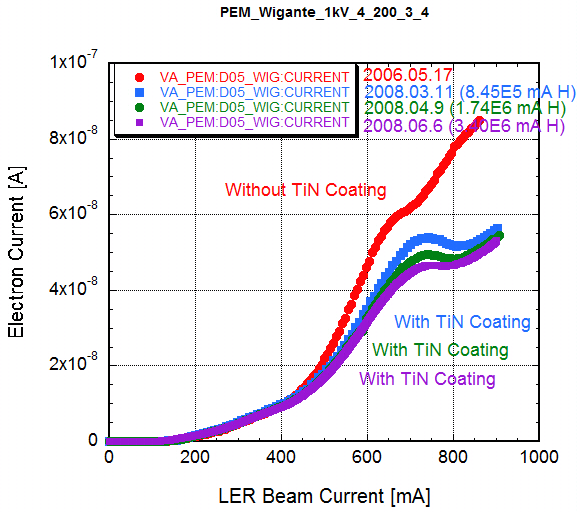 PEM_Wigante_1kV_4_200_3_4
1x10-7
8x10-8
6x10-8
4x10-8
2x10-8
0
Electron Current [A]
VA_PEM:D05_WIG:CURRENT 2006.05.17
VA_PEM:D05_WIG:CURRENT 2008.03.11 (8.45E5 mA H)
VA_PEM:D05_WIG:CURRENT 2008.04.9 (1.74E6 mA H)
VA_PEM:D05_WIG:CURRENT 2008.06.6 mA H)
Without TiN Coating
With TiN Coating
With TiN Coating
With TiN Coating
0 200 400 600 800 1000
LER Beam Current [mA]